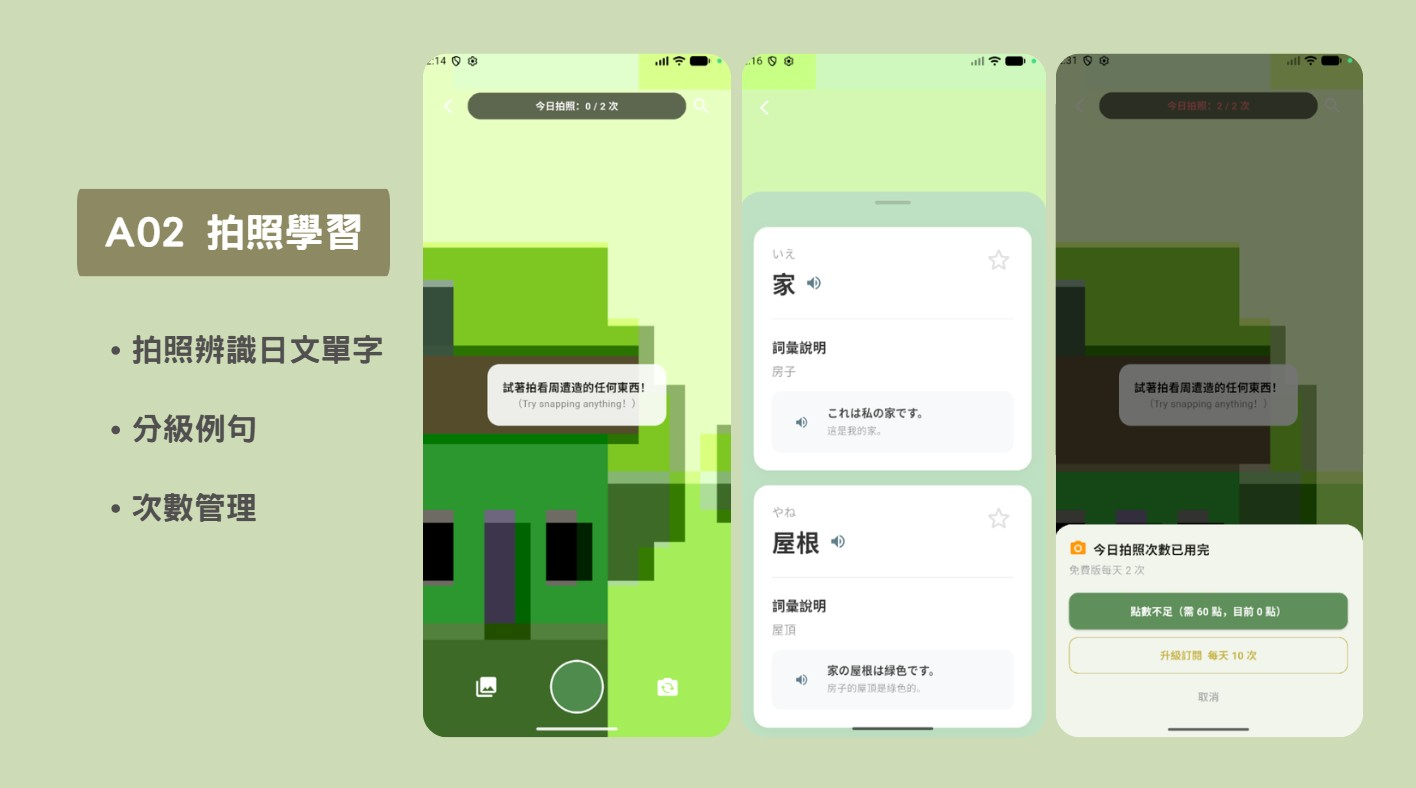 A02 拍照學習
• 拍照辨識日文單字
• 分級例句
• 次數管理
:14
今日拍照：0 / 2 次
試著拍看周遭造的任何東西！
（Try snapping anything! ）
:16
いえ
家
詞彙說明
房子
これは私の家です。
這是我的家。
やね
屋根
詞彙說明
屋頂
家の屋根は緑色です。
房子的屋頂是綠色的。
:31
今日拍照：2 / 2 次
試著拍看周遭造的任何東西！
（Try snapping anything! ）
今日拍照次數已用完
免費版每天 2 次
點數不足（需 60 點，目前 0 點）
升級訂閱 每天 10 次
取消